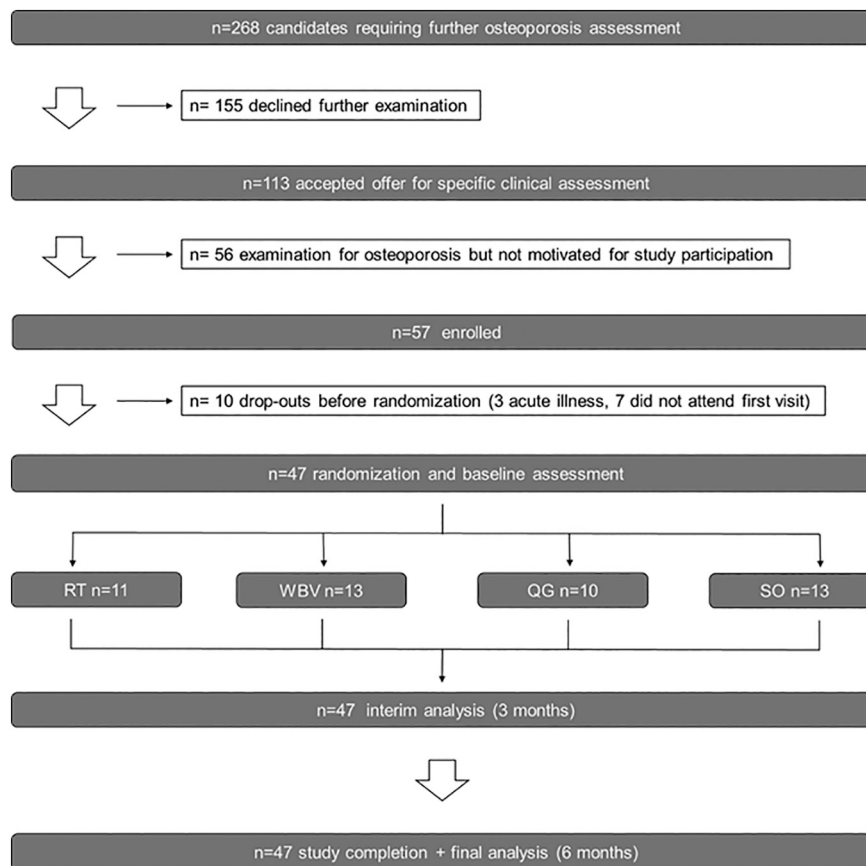 n=268 candidates requiring further osteoporosis assessment
n= 155 declined further examination
n=113 accepted offer for specific clinical assessment
n= 56 examination for osteoporosis but not motivated for study participation
n=57 enrolled
n= 10 drop-outs before randomization (3 acute illness, 7 did not attend first visit)
n=47 randomization and baseline assessment
RT n=11
WBV n=13
QG n=10
SO n=13
n=47 interim analysis (3 months)
n=47 study completion + final analysis (6 months)